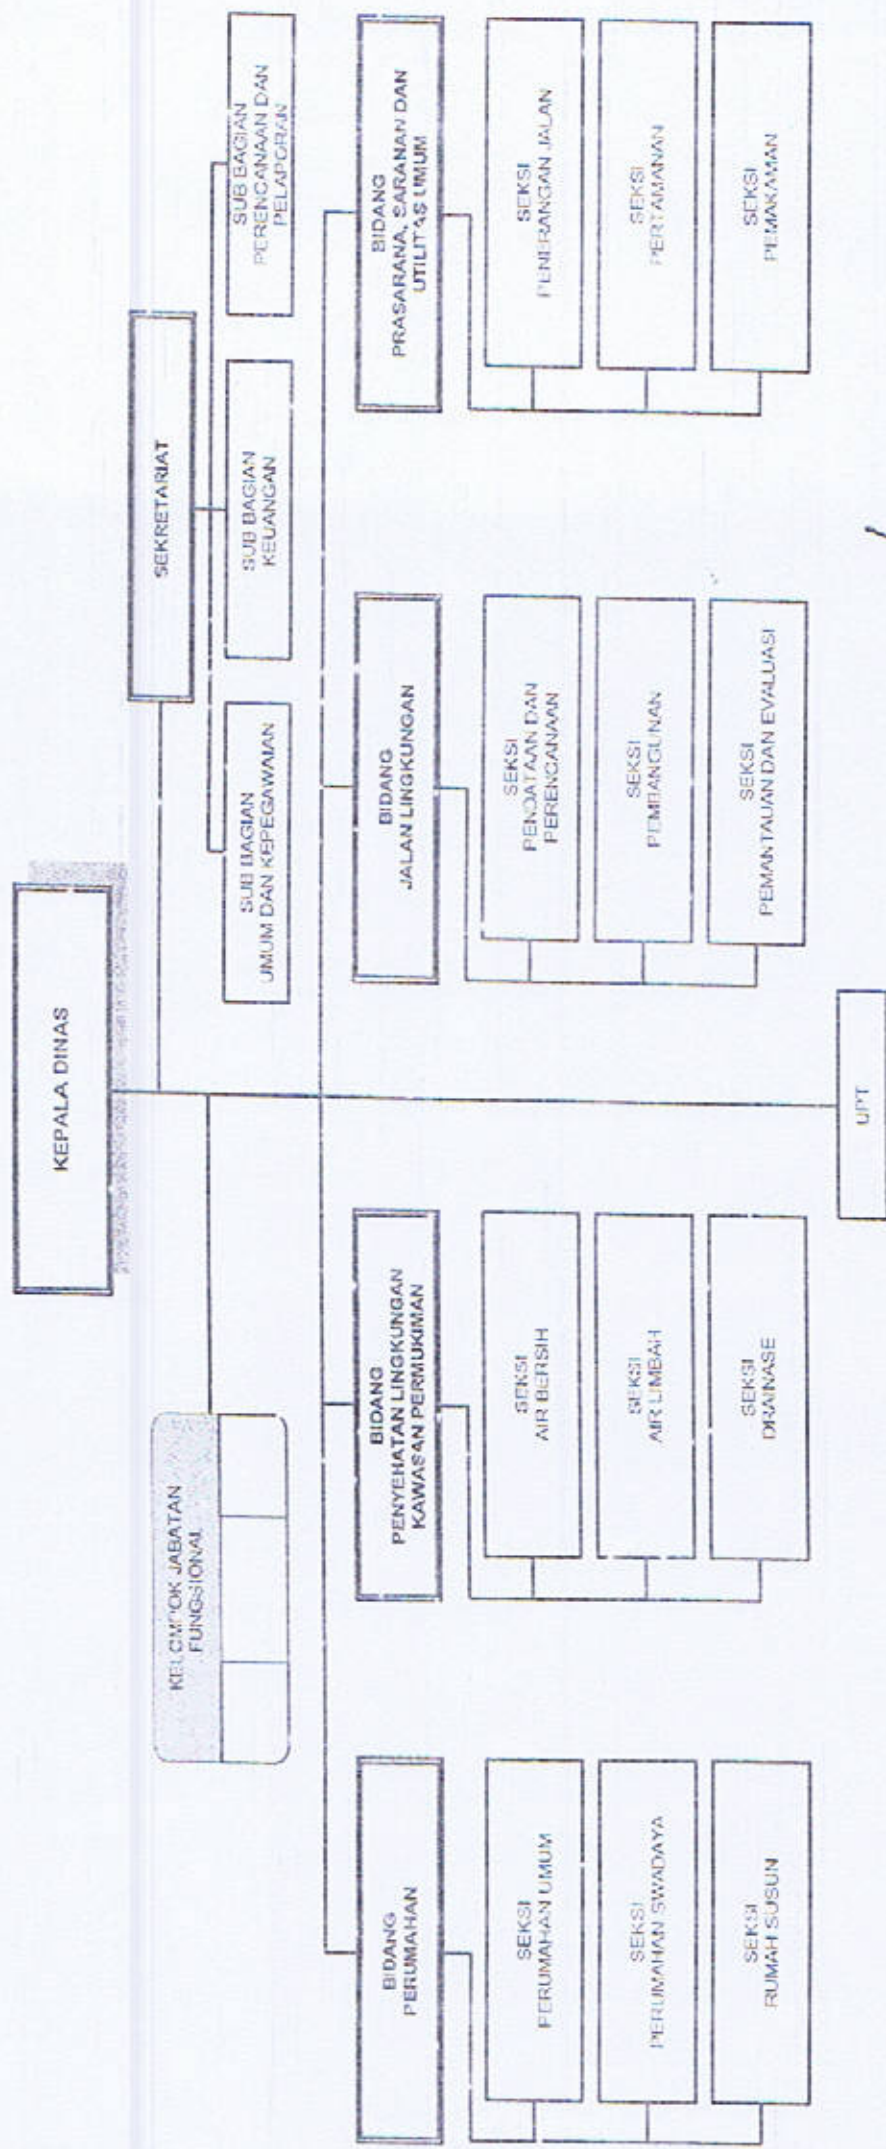 KEPALA DINAS
KELOMPOK JABATAN
FUNGSIONAL
SEKRETARIAT
SUB BAGIAN
UMUM DAN KEPEGAWAIAN
SUB BAGIAN
KEUANGAN
SUB BAGIAN
PERENCANAAN DAN
PELAPORAN
BIDANG
PERUMAHAN
SEKSI
PERUMAHAN UMUM
SEKSI
PERUMAHAN SWADAYA
SEKSI
RUMAH SUSUN
BIDANG
PENYEHATAN LINGKUNGAN
KAWASAN PERMUKIMAN
SEKSI
AIR BERSIH
SEKSI
AIR LIMBAH
SEKSI
DRAINASE
BIDANG
JALAN LINGKUNGAN
SEKSI
PENDATAAN DAN
PERENCANAAN
SEKSI
PEMBANGUNAN
SEKSI
PEMANTAUAN DAN EVALUASI
BIDANG
PRASARANA, SARANAN DAN
UTILITAS UMUM
SEKSI
PENERANGAN JALAN
SEKSI
PERTAMANAN
SEKSI
PEMAKAMAN
UPT